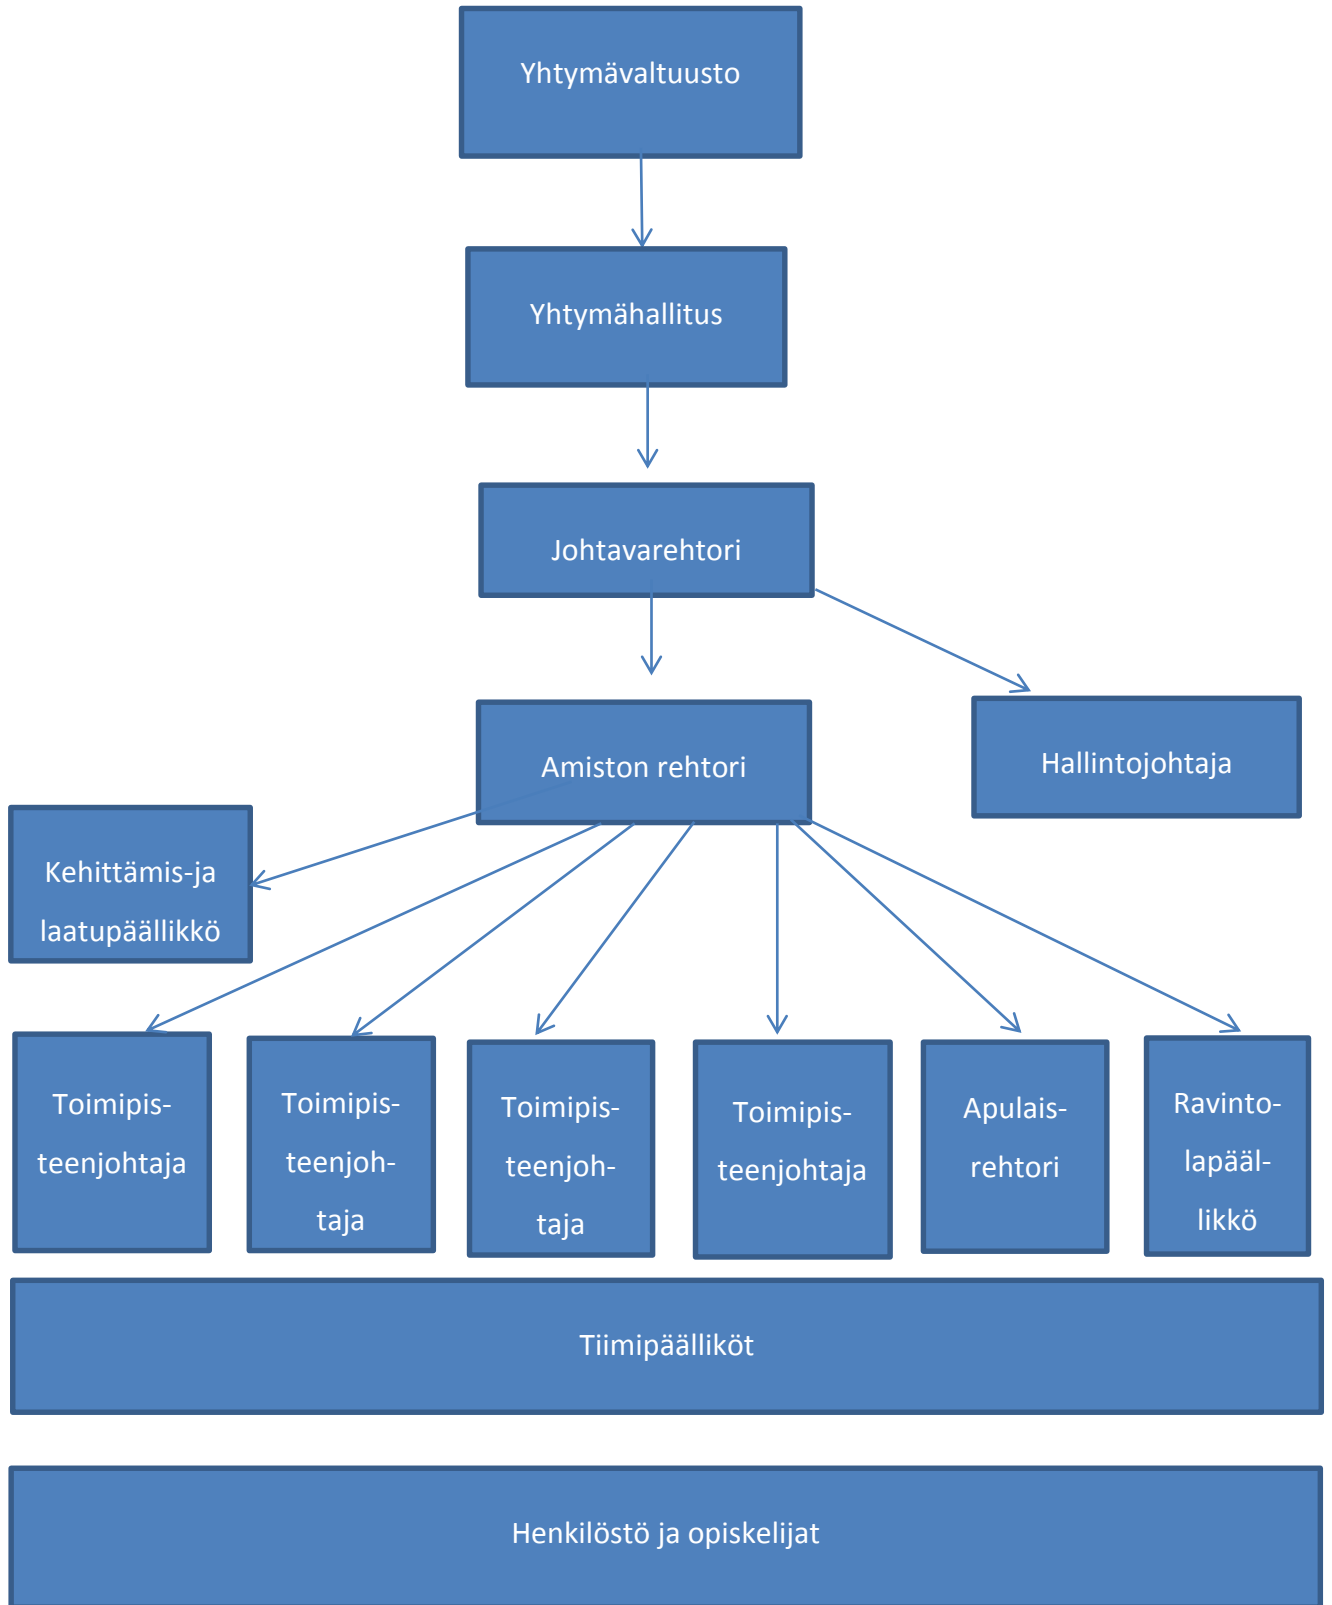 Yhtymävaltuusto
Yhtymähallitus
Johtavarehtori
Amiston rehtori
Hallintojohtaja
Kehittämis-ja
laatupäällikkö
Toimipis-
teenjohtaja
Toimipis-
teenjoh-
taja
Toimipis-
teenjoh-
taja
Toimipis-
teenjohtaja
Apulais-
rehtori
Ravinto-
lapääl-
likkö
Tiimipäälliköt
Henkilöstö ja opiskelijat